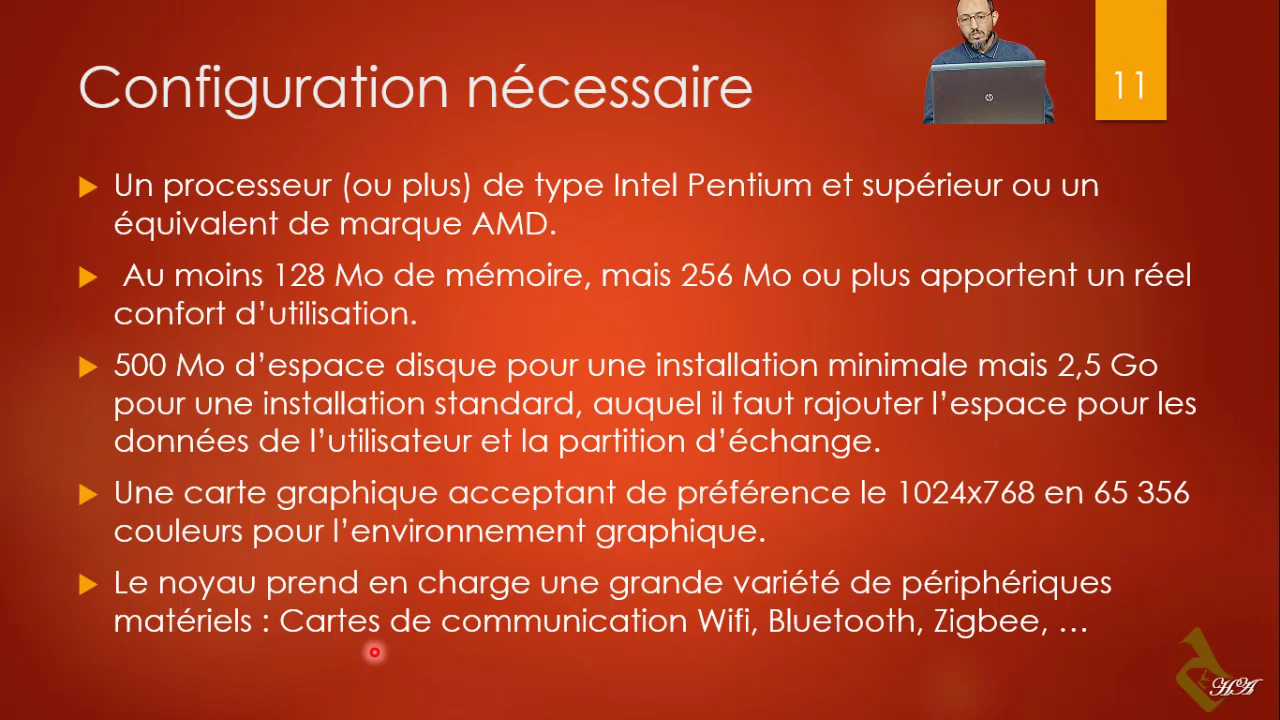 Configuration nécessaire
11
Un processeur (ou plus) de type Intel Pentium et supérieur ou un
équivalent de marque AMD.
Au moins 128 Mo de mémoire, mais 256 Mo ou plus apportent un réel
confort d’utilisation.
500 Mo d’espace disque pour une installation minimale mais 2,5 Go
pour une installation standard, auquel il faut rajouter l’espace pour les
données de l’utilisateur et la partition d’échange.
Une carte graphique acceptant de préférence le 1024x768 en 65 356
couleurs pour l’environnement graphique.
Le noyau prend en charge une grande variété de périphériques
matériels : Cartes de communication Wifi, Bluetooth, Zigbee, …
hp
HA